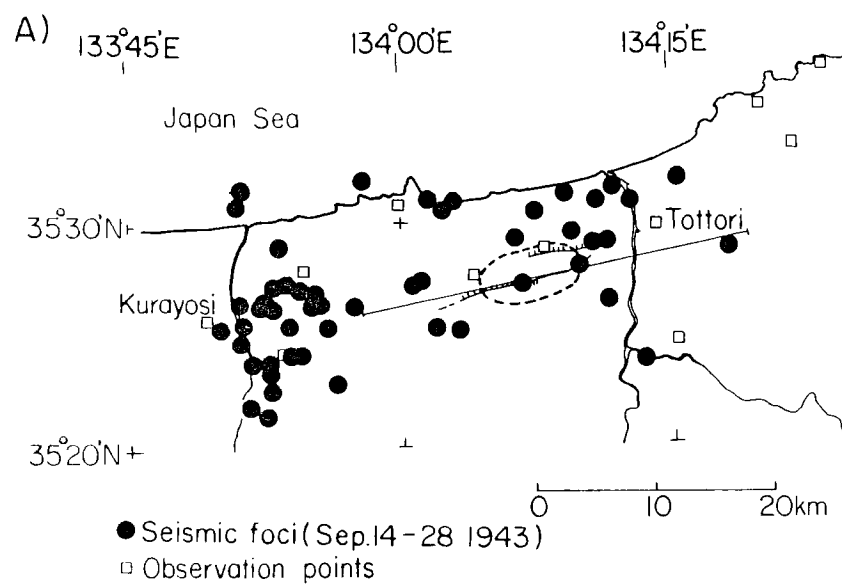 A)
133°45'E 134°00'E 134°15'E
Japan Sea
35°30'N
Tottori
Kurayosi
35°20'N
0 10 20km
Seismic foci (Sep. 14-28 1943)
Observation points